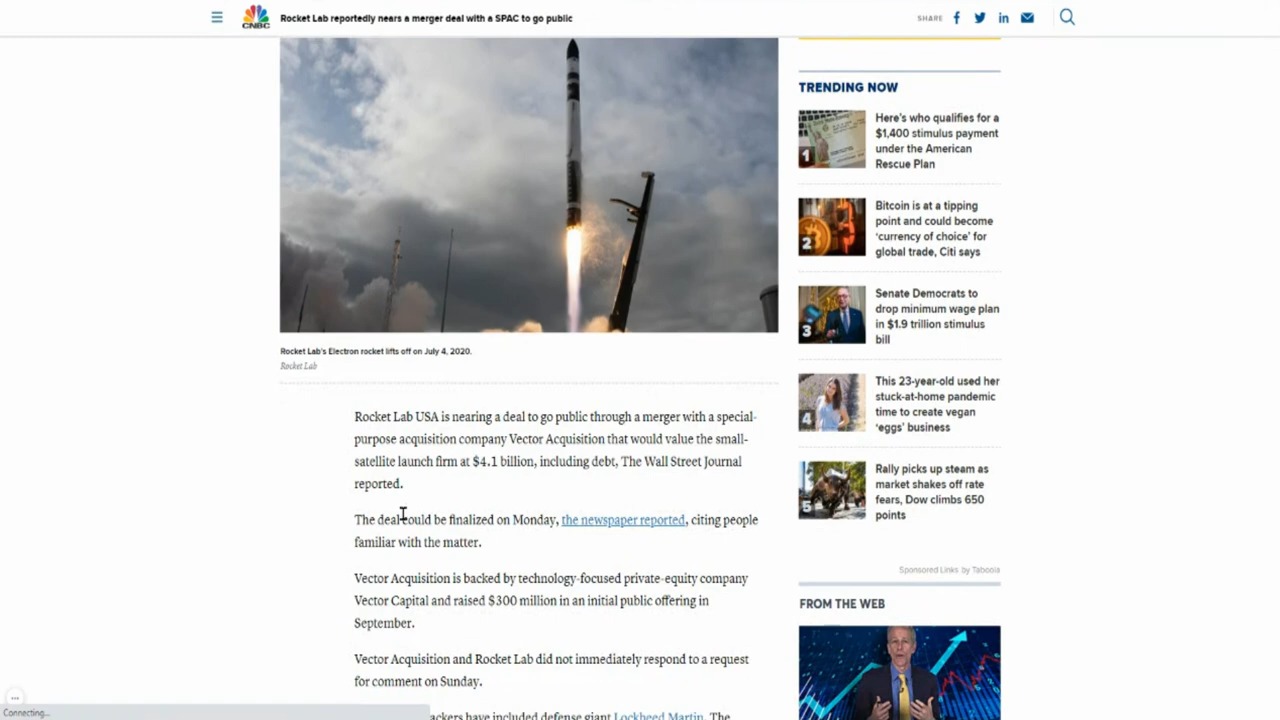 CNBC
Rocket Lab reportedly nears a merger deal with a SPAC to go public
SHARE
Rocket Lab's Electron rocket lifts off on July 4, 2020.
Rocket Lab
Rocket Lab USA is nearing a deal to go public through a merger with a special-
purpose acquisition company Vector Acquisition that would value the small-
satellite launch firm at $4.1 billion, including debt, The Wall Street Journal
reported.
The deal could be finalized on Monday, the newspaper reported, citing people
familiar with the matter.
Vector Acquisition is backed by technology-focused private-equity company
Vector Capital and raised $300 million in an initial public offering in
September.
Vector Acquisition and Rocket Lab did not immediately respond to a request
for comment on Sunday.
ackers have included defense giant Lockheed Martin. The
TRENDING NOW
1
Here's who qualifies for a
$1,400 stimulus payment
under the American
Rescue Plan
2
Bitcoin is at a tipping
point and could become
‘currency of choice’ for
global trade, Citi says
3
Senate Democrats to
drop minimum wage plan
in $1.9 trillion stimulus
bill
4
This 23-year-old used her
stuck-at-home pandemic
time to create vegan
‘eggs’ business
5
Rally picks up steam as
market shakes off rate
fears, Dow climbs 650
points
Sponsored Links by Taboola
FROM THE WEB
Connecting...